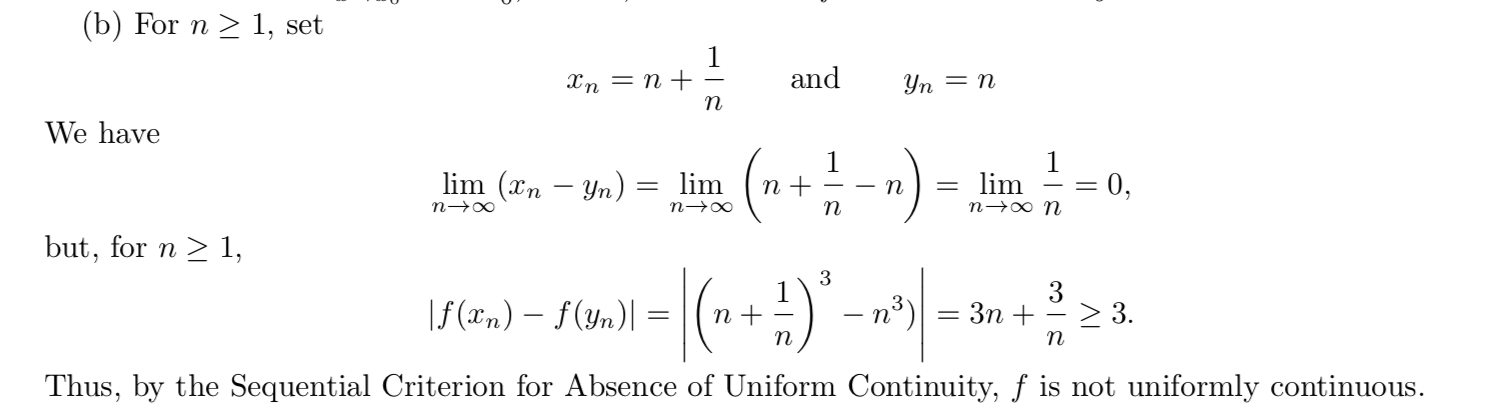 (b) For n ≥ 1, set
x_n = n + 1/n and y_n = n
We have
lim_{n→∞} (x_n − y_n) = lim_{n→∞} (n + 1/n − n) = lim_{n→∞} 1/n = 0,
but, for n ≥ 1,
|f(x_n) − f(y_n)| = |(n + 1/n)^3 − n^3)| = 3n + 3/n ≥ 3.
Thus, by the Sequential Criterion for Absence of Uniform Continuity, f is not uniformly continuous.